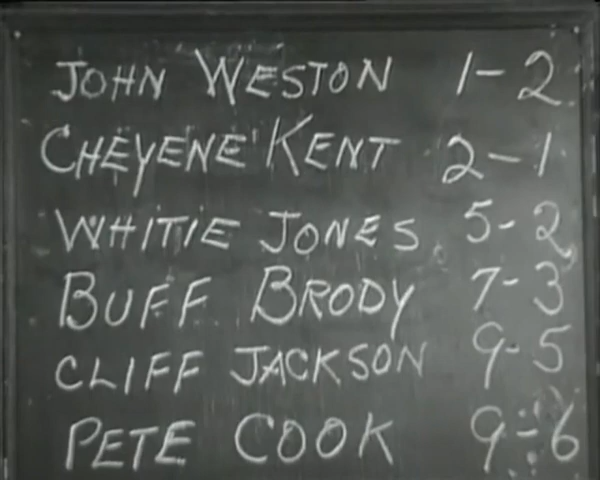 JOHN WESTON 1-2
CHEYENE KENT 2-1
WHITIE JONES 5-2
BUFF BRODY 7-3
CLIFF JACKSON 9-5
PETE COOK 9-6